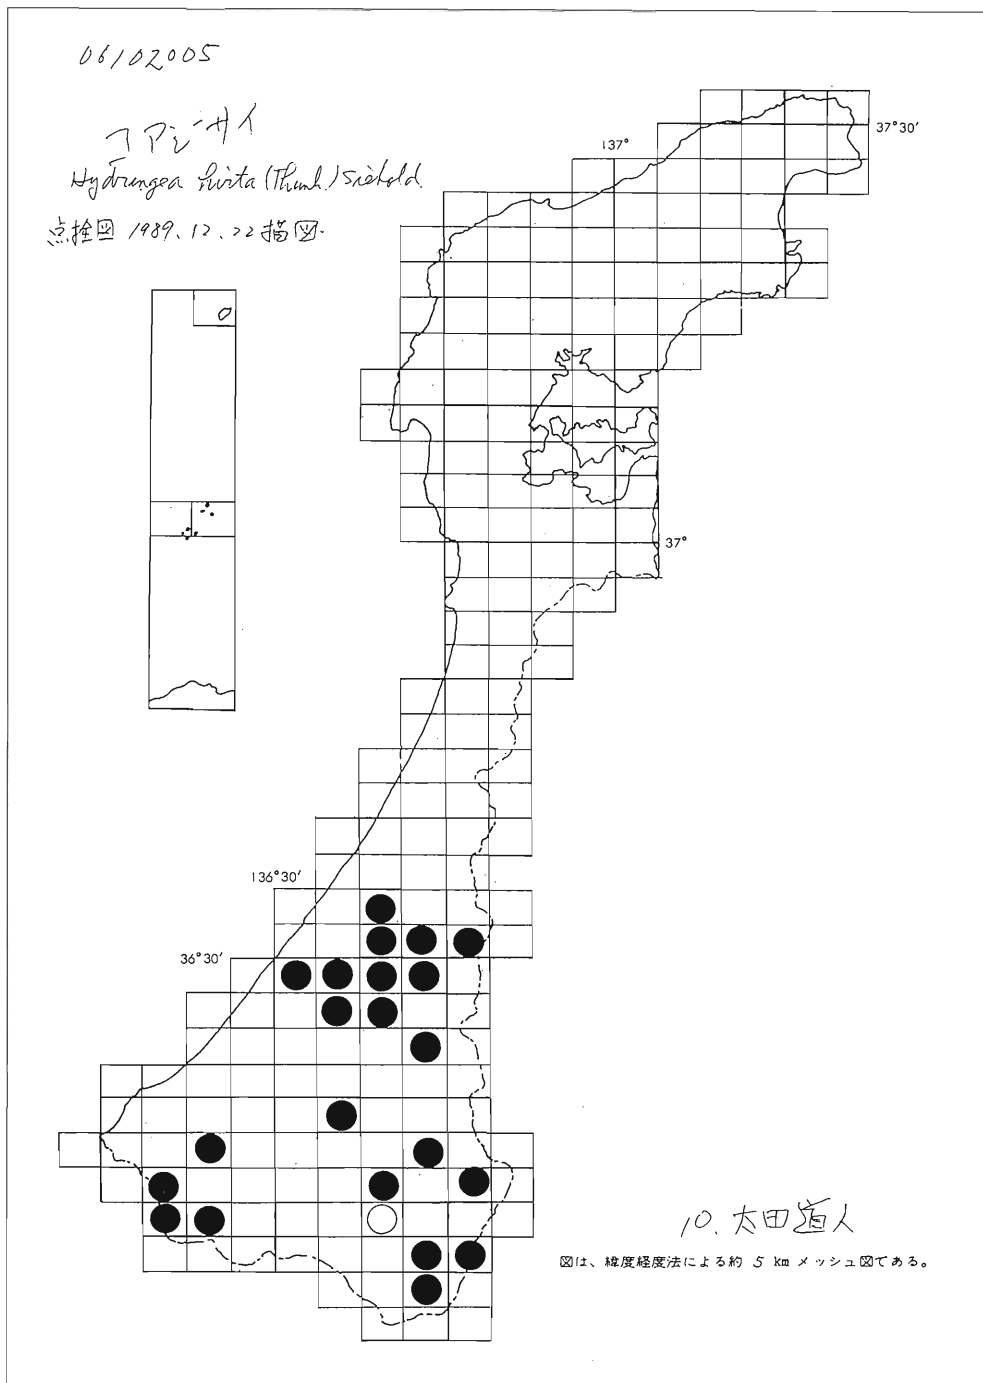 06102005
コアジサイ
Hydrangea hirta (Thunb.) Siebold.
点拴図 1989.12.22 描図.
37°30′
137°
37°
136°30′
36°30′
10. 太田道人
図は、緯度経度法による約 5 km メッシュ図である。